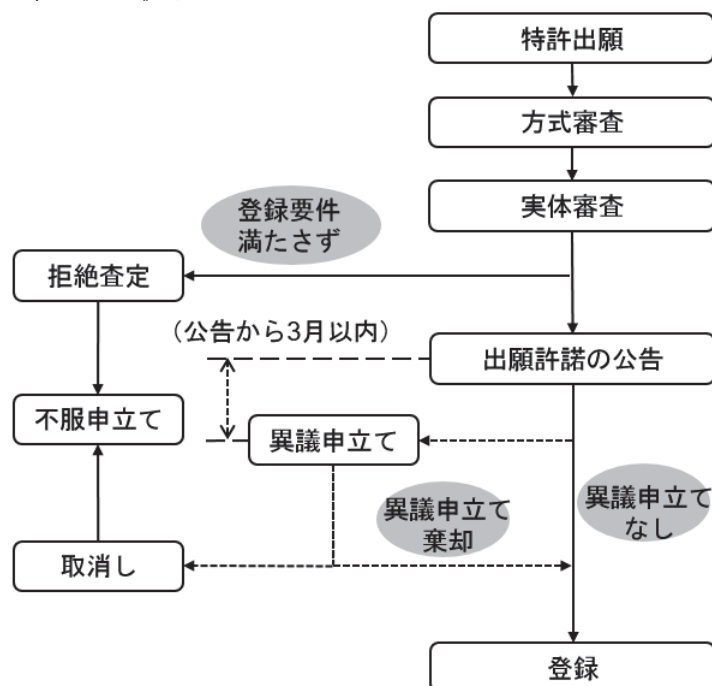 特許出願
方式審査
実体審査
登録要件
満たさず
拒絶査定
（公告から3月以内）
出願許諾の公告
不服申立て
異議申立て
異議申立て
棄却
異議申立て
なし
取消し
登録